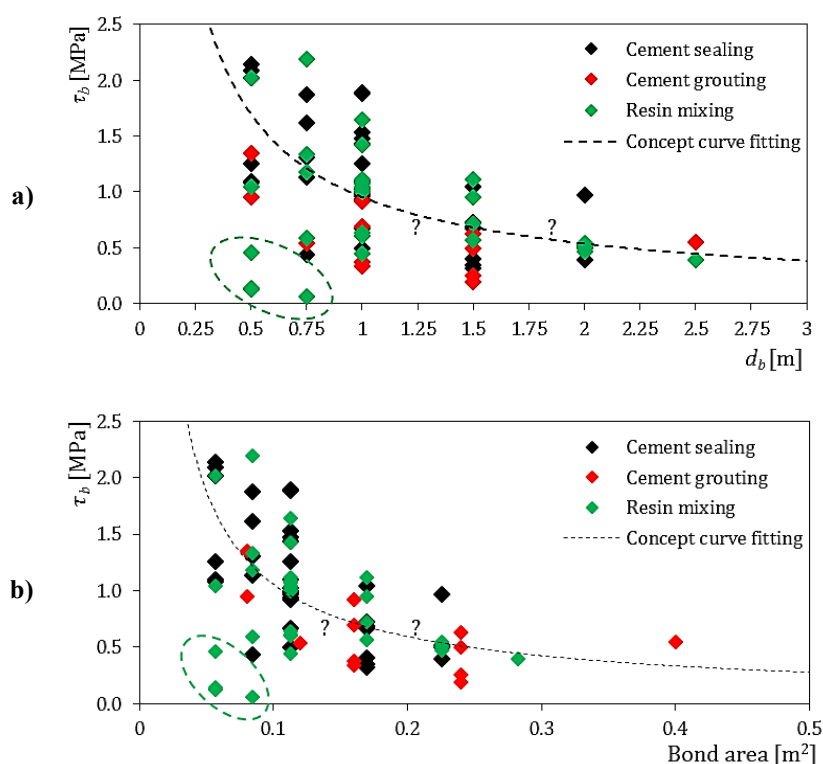 a)
τb [MPa]
2.5
2.0
1.5
1.0
0.5
0.0
Cement sealing
Cement grouting
Resin mixing
Concept curve fitting
?
?
0 0.25 0.5 0.75 1 1.25 1.5 1.75 2 2.25 2.5 2.75 3
db [m]
b)
τb [MPa]
2.5
2.0
1.5
1.0
0.5
0.0
Cement sealing
Cement grouting
Resin mixing
Concept curve fitting
?
?
0 0.1 0.2 0.3 0.4 0.5
Bond area [m²]